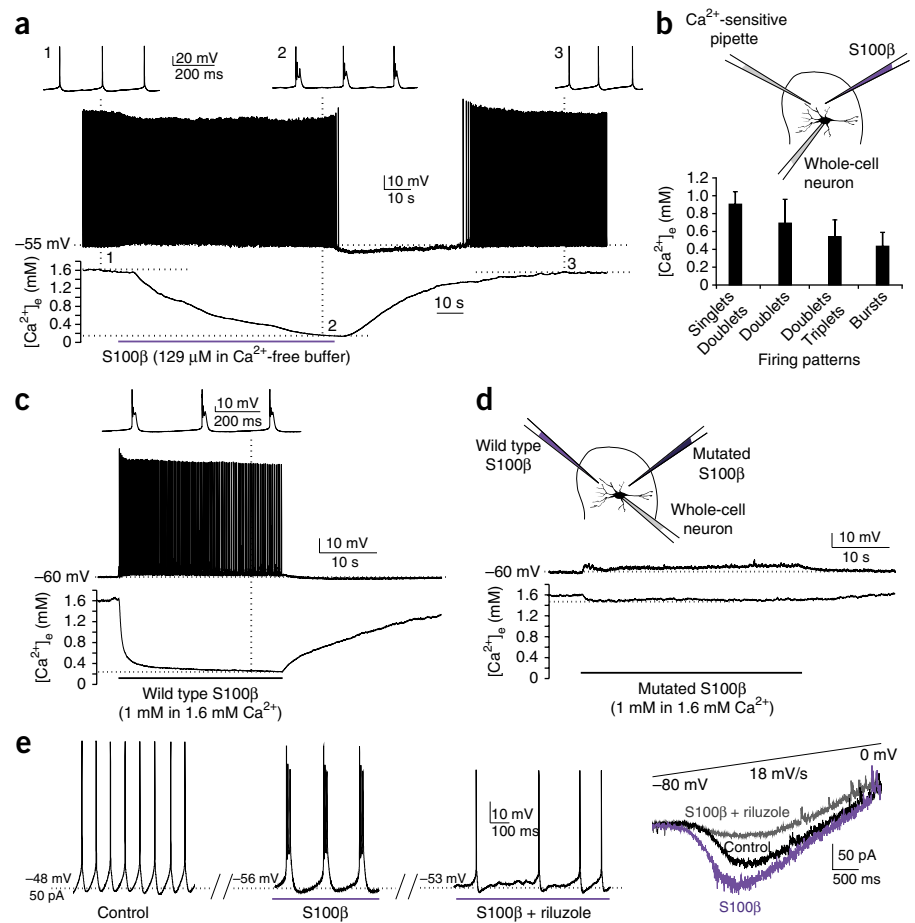 a
1
20 mV
200 ms
2
3
10 mV
10 s
–55 mV
[Ca2+]e (mM)
1.6
1.2
0.8
0.4
0
1
2
3
10 s
S100β (129 μM in Ca2+-free buffer)
b
Ca2+-sensitive
pipette
S100β
Whole-cell
neuron
[Ca2+]e (mM)
1.2
1.0
0.8
0.6
0.4
0.2
0
Singlets
Doublets
Doublets
Doublets
Triplets
Bursts
Firing patterns
c
10 mV
200 ms
10 mV
10 s
–60 mV
[Ca2+]e (mM)
1.6
1.2
0.8
0.4
0
Wild type S100β
(1 mM in 1.6 mM Ca2+)
d
Wild type
S100β
Mutated
S100β
Whole-cell
neuron
10 mV
10 s
–60 mV
[Ca2+]e (mM)
1.6
1.2
0.8
0.4
0
Mutated S100β
(1 mM in 1.6 mM Ca2+)
e
–48 mV
50 pA
Control
–56 mV
S100β
–53 mV
10 mV
100 ms
S100β + riluzole
0 mV
–80 mV
18 mV/s
S100β + riluzole
Control
50 pA
500 ms
S100β